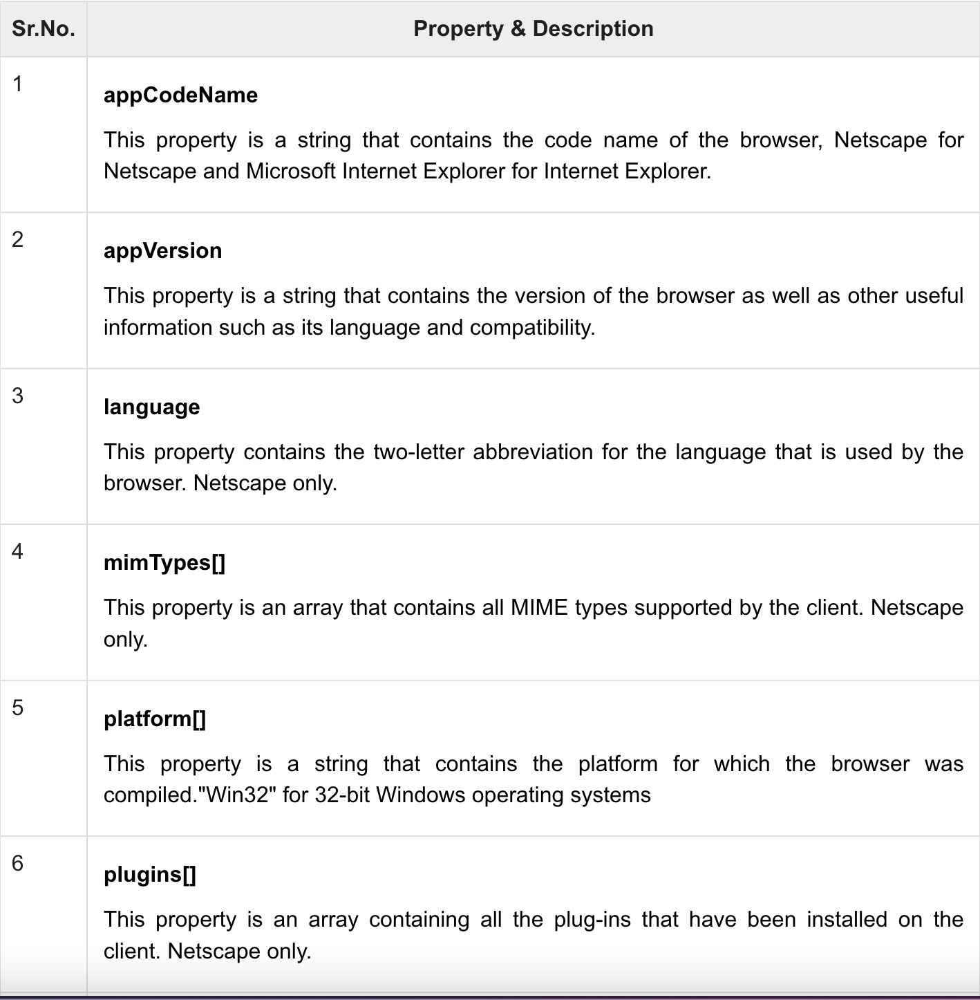 Sr.No. Property & Description
1
appCodeName
This property is a string that contains the code name of the browser, Netscape for
Netscape and Microsoft Internet Explorer for Internet Explorer.
2
appVersion
This property is a string that contains the version of the browser as well as other useful
information such as its language and compatibility.
3
language
This property contains the two-letter abbreviation for the language that is used by the
browser. Netscape only.
4
mimTypes[]
This property is an array that contains all MIME types supported by the client. Netscape
only.
5
platform[]
This property is a string that contains the platform for which the browser was
compiled."Win32" for 32-bit Windows operating systems
6
plugins[]
This property is an array containing all the plug-ins that have been installed on the
client. Netscape only.